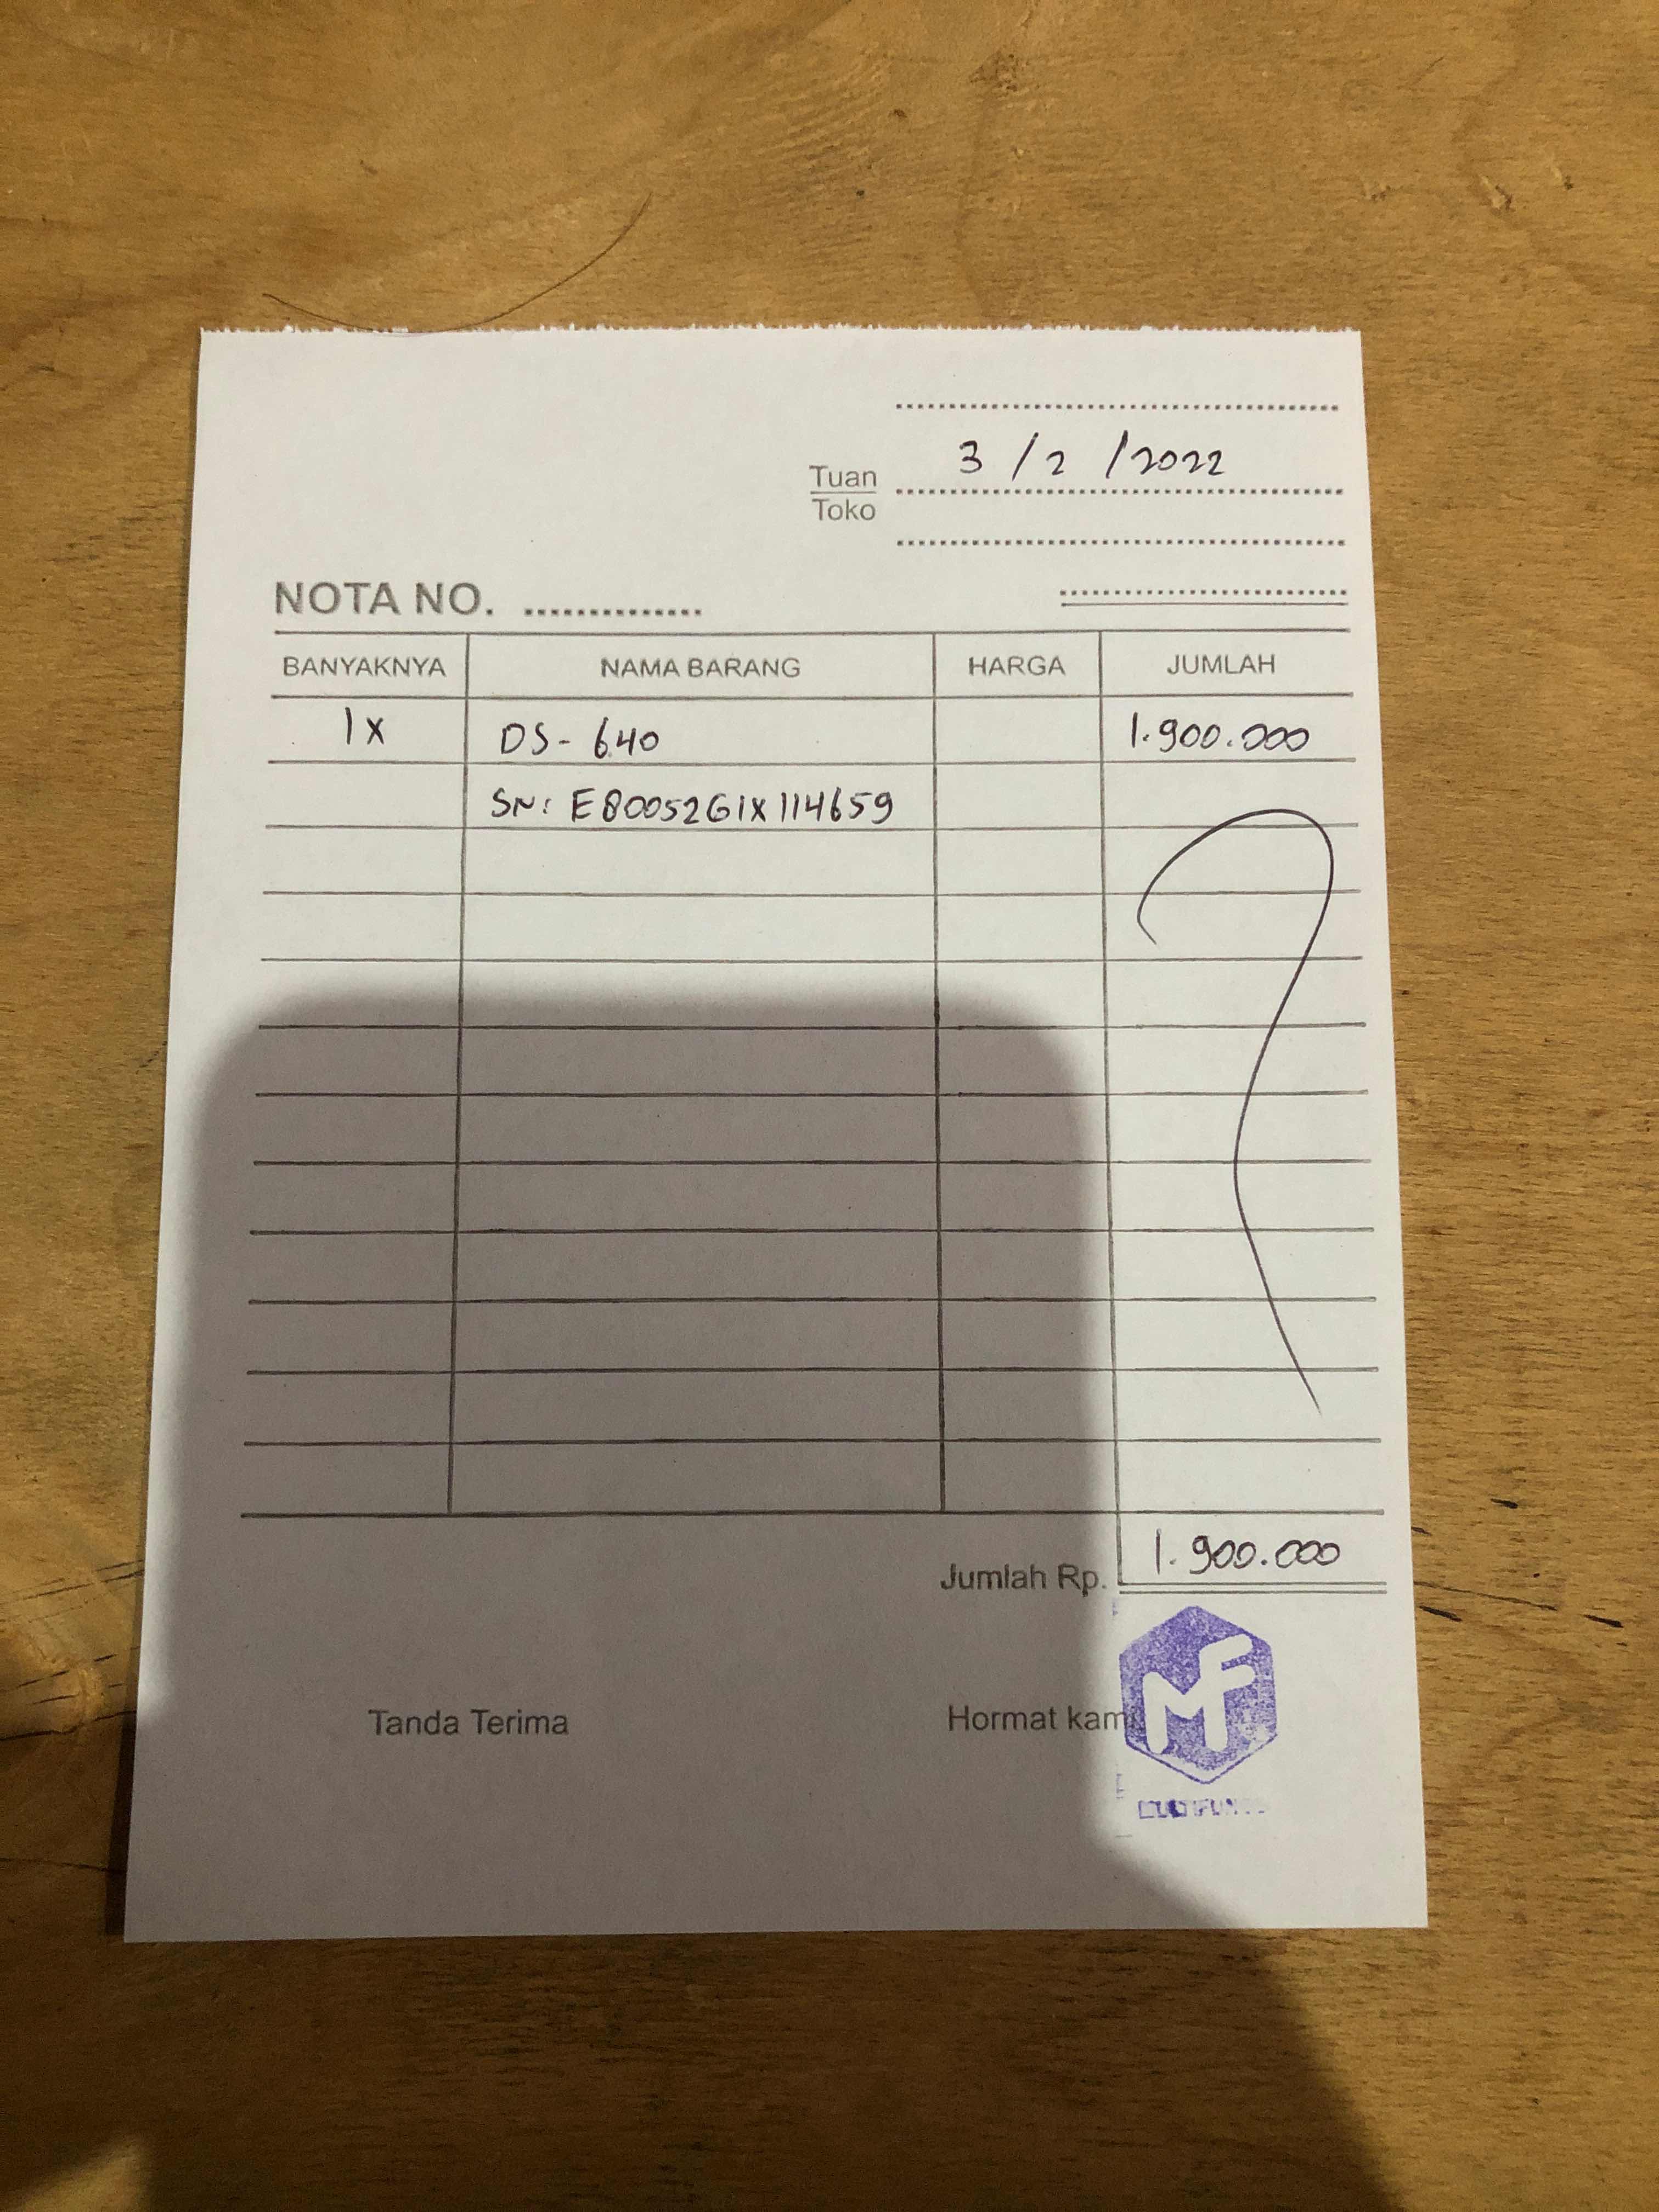 3 / 2 / 2022
Tuan
Toko
NOTA NO. ..............
BANYAKNYA NAMA BARANG HARGA JUMLAH
1x DS-640 1.900.000
SN: E80052G1X114659
Jumlah Rp. 1.900.000
Tanda Terima Hormat kami
MF